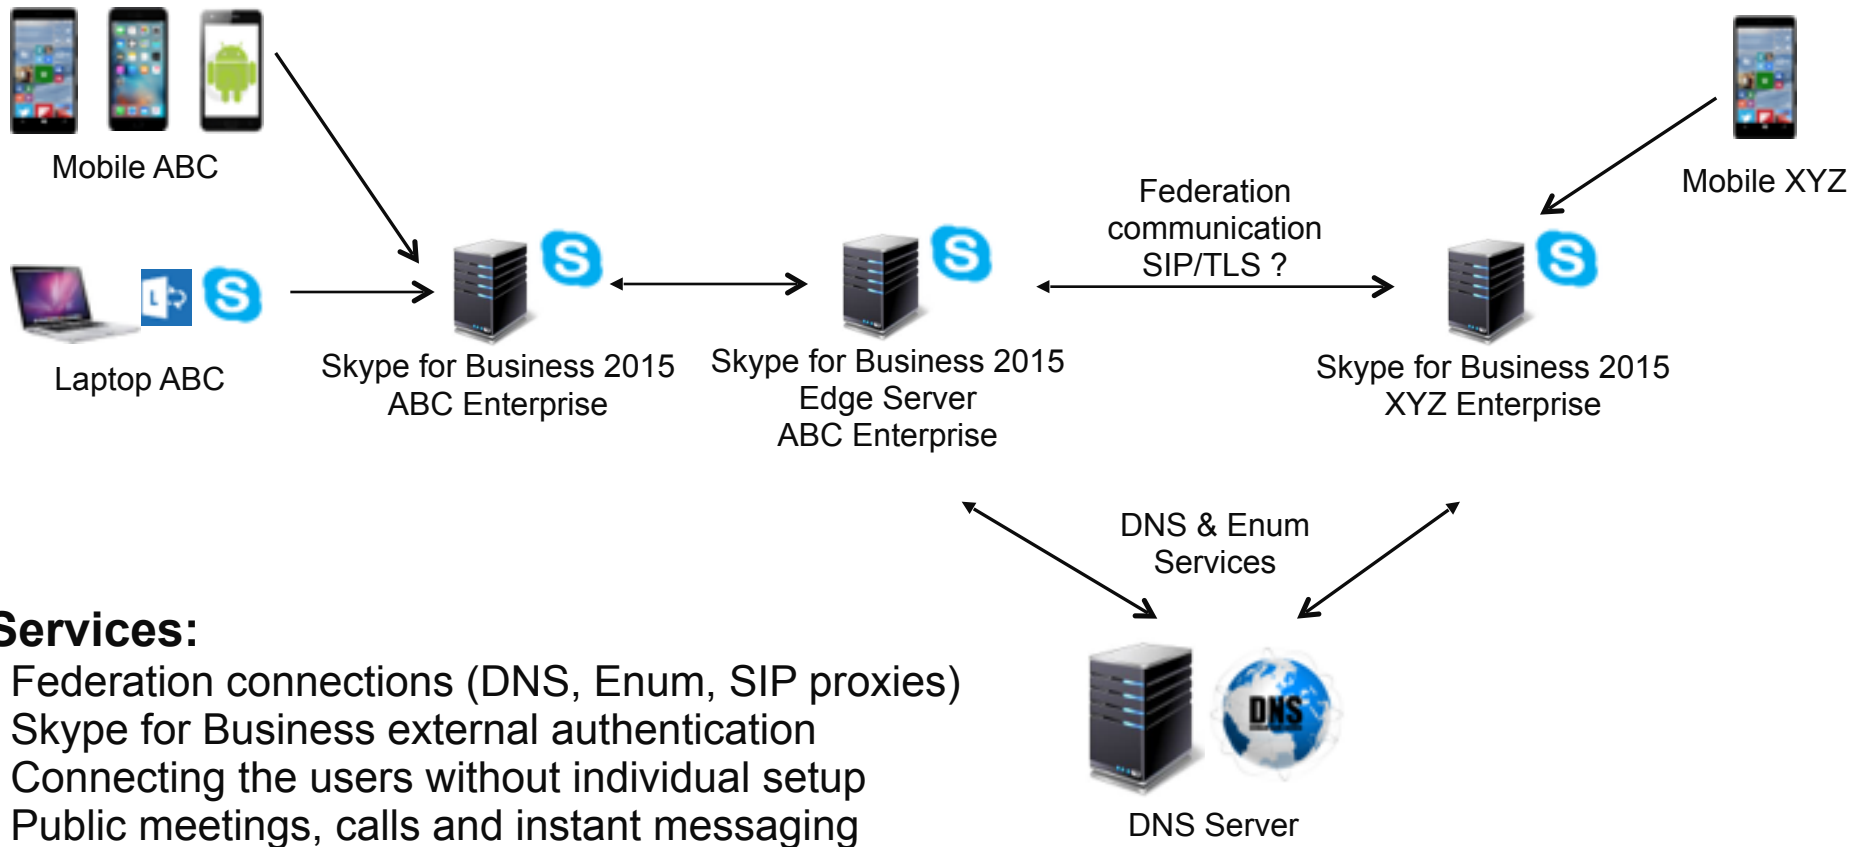 Mobile ABC
Mobile XYZ
Federation
communication
SIP/TLS ?
S
S
S
L
S
Laptop ABC
Skype for Business 2015
ABC Enterprise
Skype for Business 2015
Edge Server
ABC Enterprise
Skype for Business 2015
XYZ Enterprise
DNS & Enum
Services
Services:
Federation connections (DNS, Enum, SIP proxies)
Skype for Business external authentication
Connecting the users without individual setup
Public meetings, calls and instant messaging
DNS
DNS Server